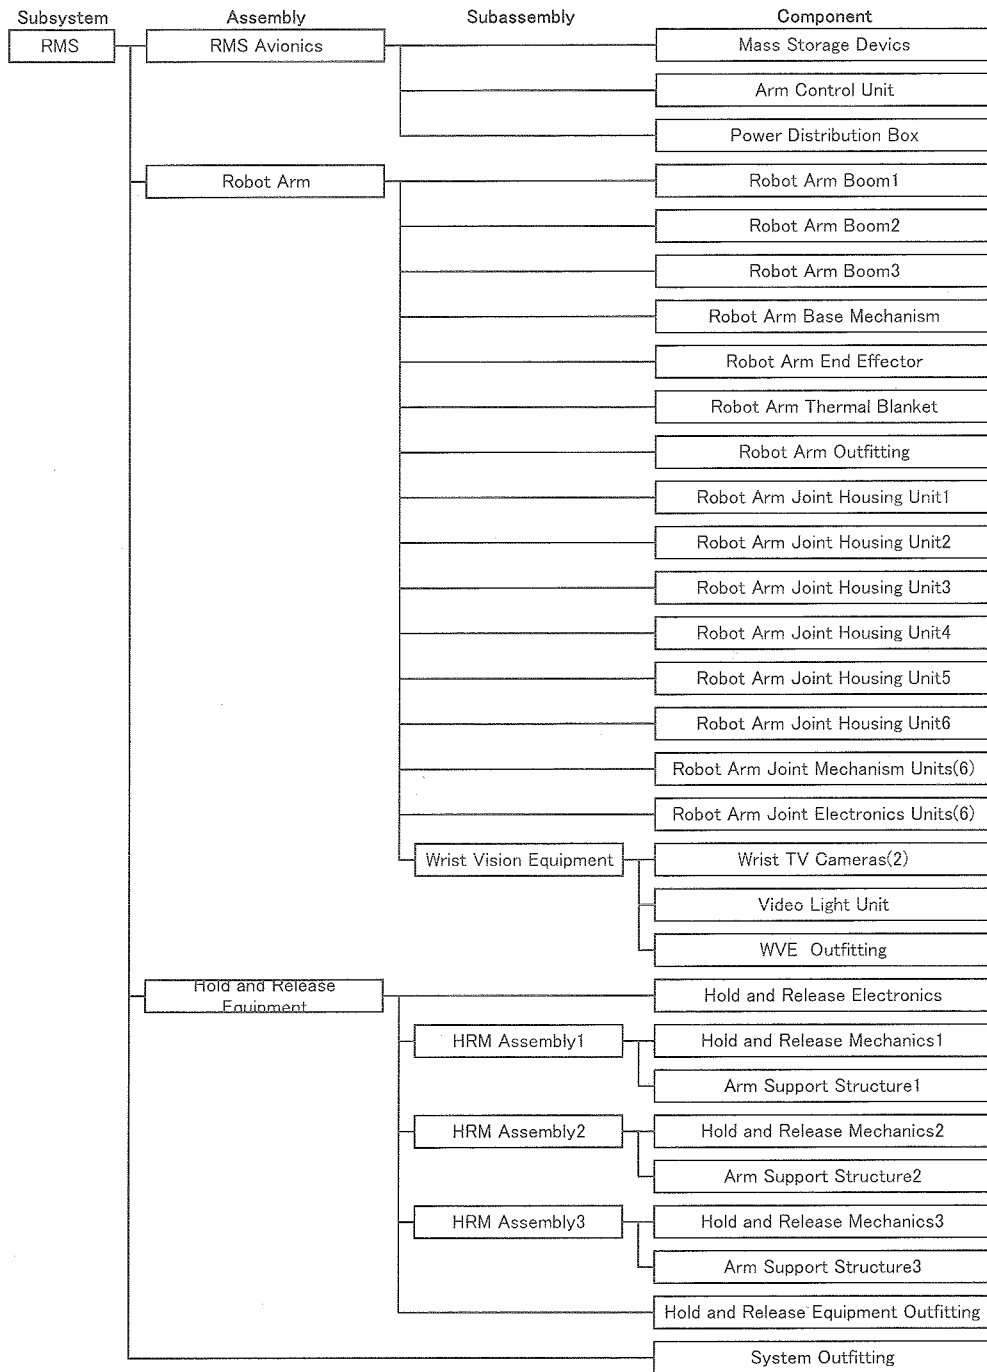 Subsystem Assembly Subassembly Component
RMS RMS Avionics Mass Storage Devics
Arm Control Unit
Power Distribution Box
Robot Arm Robot Arm Boom1
Robot Arm Boom2
Robot Arm Boom3
Robot Arm Base Mechanism
Robot Arm End Effector
Robot Arm Thermal Blanket
Robot Arm Outfitting
Robot Arm Joint Housing Unit1
Robot Arm Joint Housing Unit2
Robot Arm Joint Housing Unit3
Robot Arm Joint Housing Unit4
Robot Arm Joint Housing Unit5
Robot Arm Joint Housing Unit6
Robot Arm Joint Mechanism Units(6)
Robot Arm Joint Electronics Units(6)
Wrist Vision Equipment Wrist TV Cameras(2)
Video Light Unit
WVE Outfitting
Hold and Release
Equipment
Hold and Release Electronics
HRM Assembly1 Hold and Release Mechanics1
Arm Support Structure1
HRM Assembly2 Hold and Release Mechanics2
Arm Support Structure2
HRM Assembly3 Hold and Release Mechanics3
Arm Support Structure3
Hold and Release Equipment Outfitting
System Outfitting